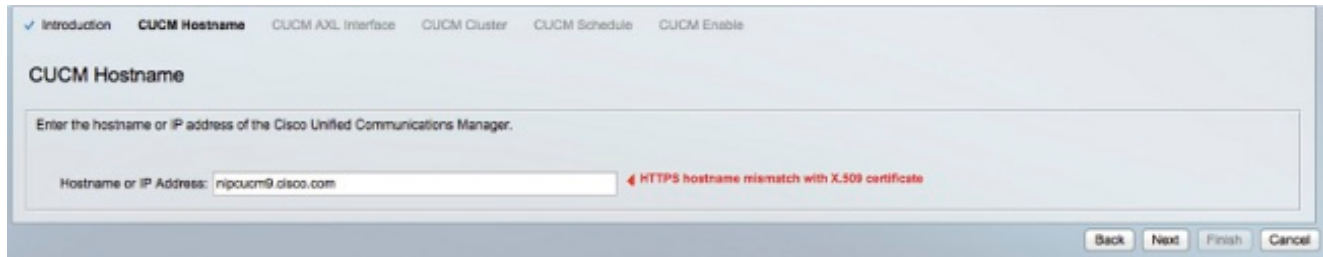 ✓ Introduction CUCM Hostname CUCM AXL Interface CUCM Cluster CUCM Schedule CUCM Enable
CUCM Hostname
Enter the hostname or IP address of the Cisco Unified Communications Manager.
Hostname or IP Address: nipcucm9.cisco.com HTTPS hostname mismatch with X.509 certificate
Back Next Finish Cancel